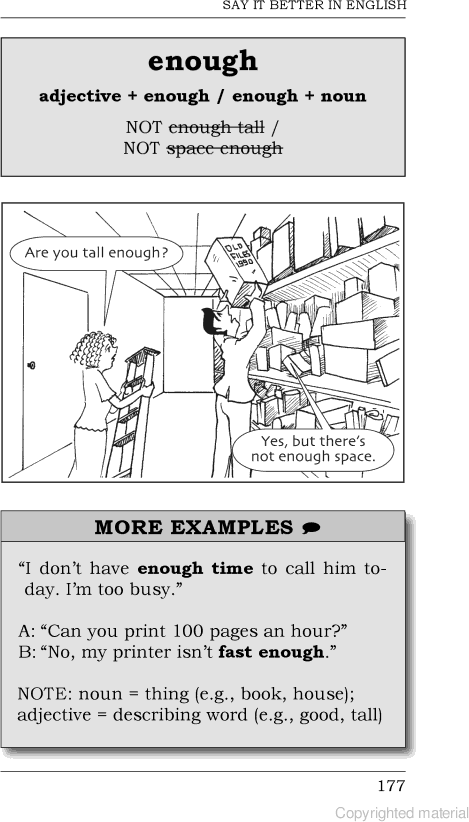 SAY IT BETTER IN ENGLISH
enough
adjective + enough / enough + noun
NOT enough tall /
NOT space enough
Are you tall enough?
OLD
FILES
1990
Yes, but there's
not enough space.
MORE EXAMPLES
“I don't have enough time to call him to-
day. I'm too busy.”
A: “Can you print 100 pages an hour?”
B: “No, my printer isn't fast enough.”
NOTE: noun = thing (e.g., book, house);
adjective = describing word (e.g., good, tall)
177
Copyrighted material